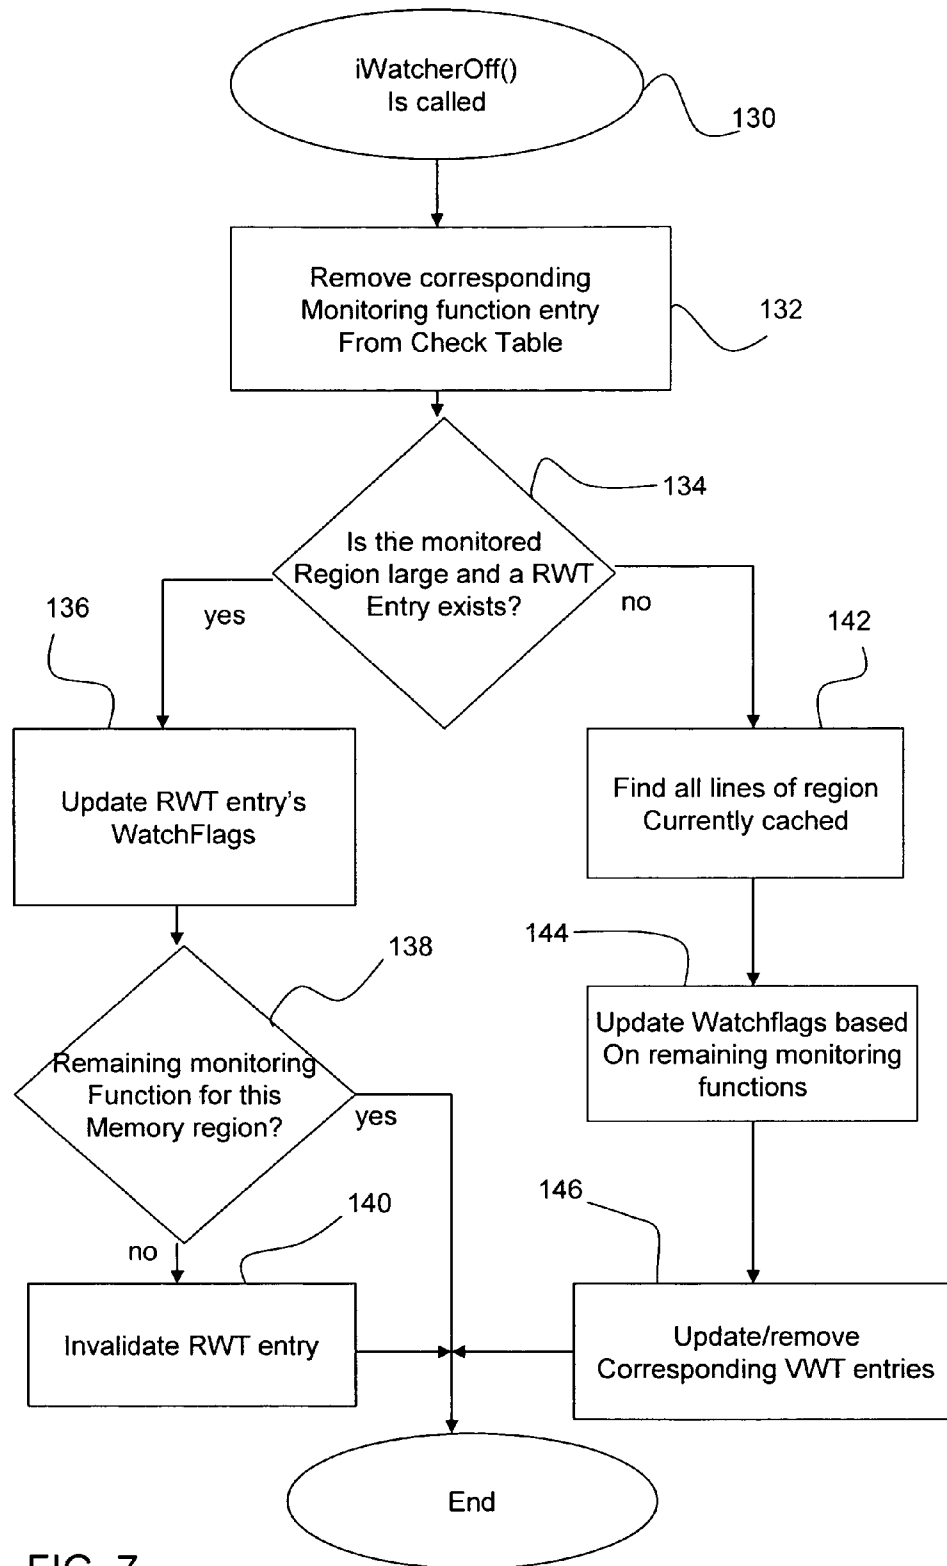 iWatcherOff()
Is called
130
Remove corresponding
Monitoring function entry
From Check Table
132
134
Is the monitored
Region large and a RWT
Entry exists?
yes
no
136
142
Update RWT entry's
WatchFlags
Find all lines of region
Currently cached
138
144
Remaining monitoring
Function for this
Memory region?
yes
no
Update Watchflags based
On remaining monitoring
functions
140
146
Invalidate RWT entry
Update/remove
Corresponding VWT entries
End
FIG. 7